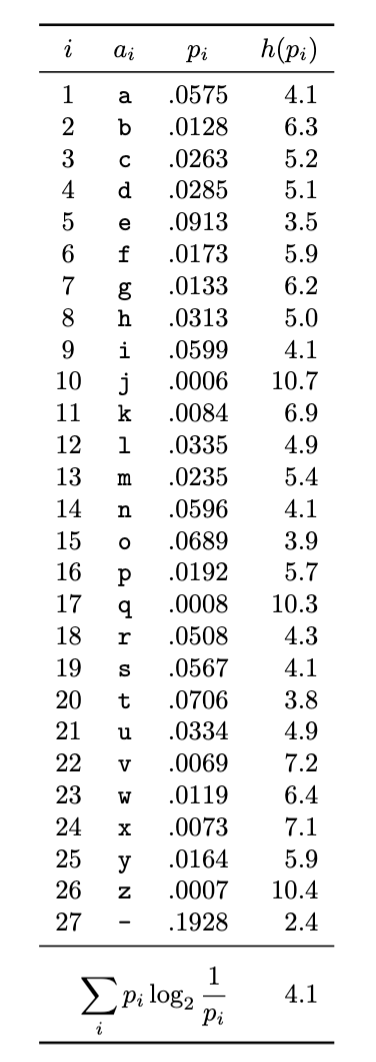 i a_i p_i h(p_i)
1 a .0575 4.1
2 b .0128 6.3
3 c .0263 5.2
4 d .0285 5.1
5 e .0913 3.5
6 f .0173 5.9
7 g .0133 6.2
8 h .0313 5.0
9 i .0599 4.1
10 j .0006 10.7
11 k .0084 6.9
12 l .0335 4.9
13 m .0235 5.4
14 n .0596 4.1
15 o .0689 3.9
16 p .0192 5.7
17 q .0008 10.3
18 r .0508 4.3
19 s .0567 4.1
20 t .0706 3.8
21 u .0334 4.9
22 v .0069 7.2
23 w .0119 6.4
24 x .0073 7.1
25 y .0164 5.9
26 z .0007 10.4
27 - .1928 2.4
∑_i p_i log_2 1/p_i 4.1